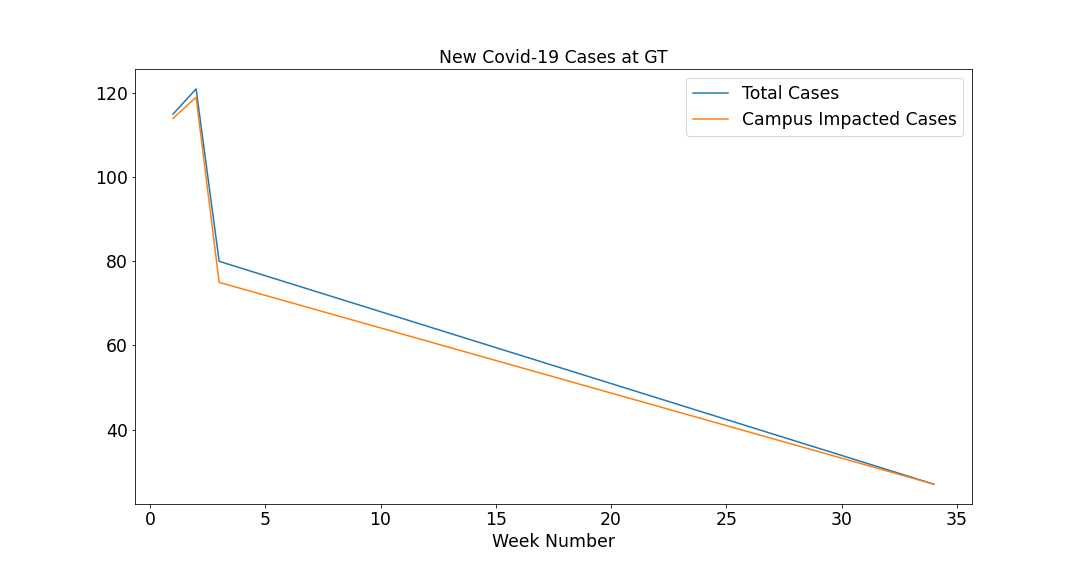 New Covid-19 Cases at GT
Total Cases
Campus Impacted Cases
120
100
80
60
40
0 5 10 15 20 25 30 35
Week Number